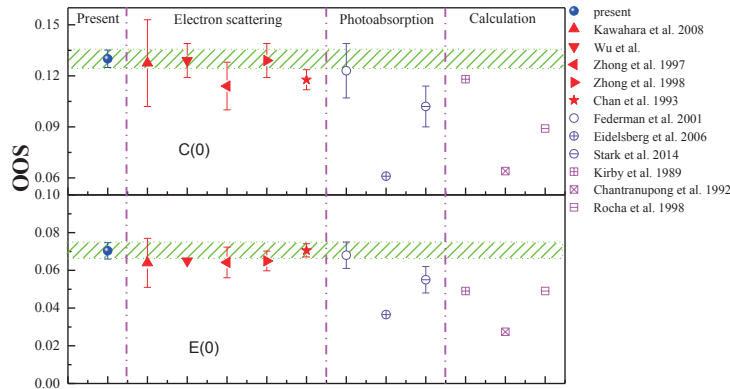 Present Electron scattering Photoabsorption Calculation
0.15
0.12
0.09
0.06
C(0)
OOS
0.10
0.08
0.06
0.04
0.02
0.00
E(0)
present
Kawahara et al. 2008
Wu et al.
Zhong et al. 1997
Zhong et al. 1998
Chan et al. 1993
Federman et al. 2001
Eidelsberg et al. 2006
Stark et al. 2014
Kirby et al. 1989
Chantranupong et al. 1992
Rocha et al. 1998